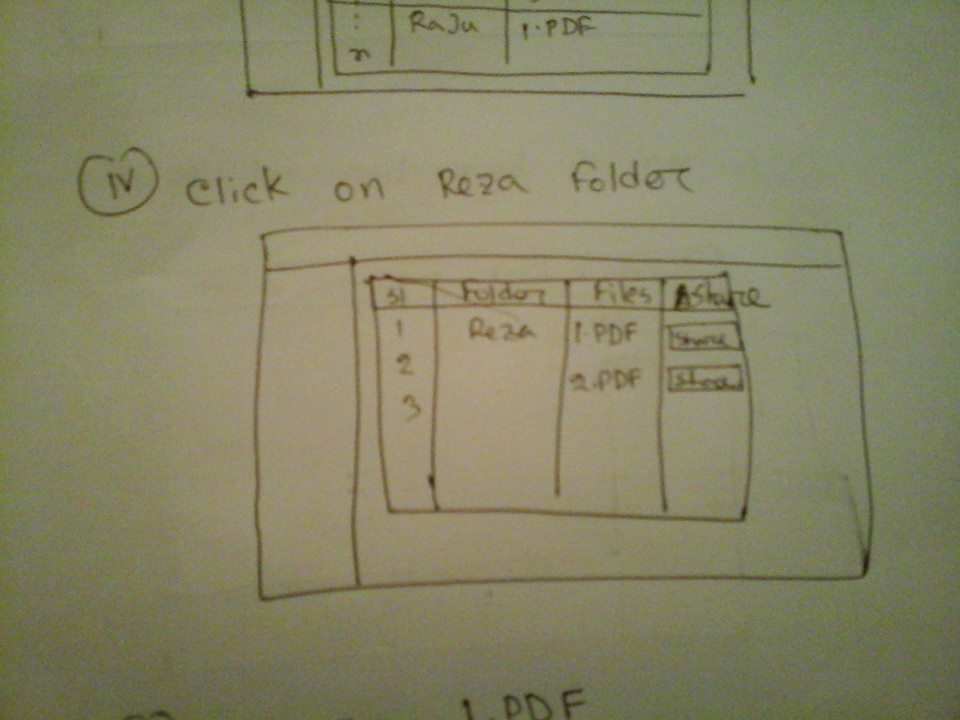 : RaJu 1.PDF
n
IV Click on Reza Folder
Sl Folder Files Share
1 Reza 1.PDF Share
2 2.PDF Share
3
1.PDF